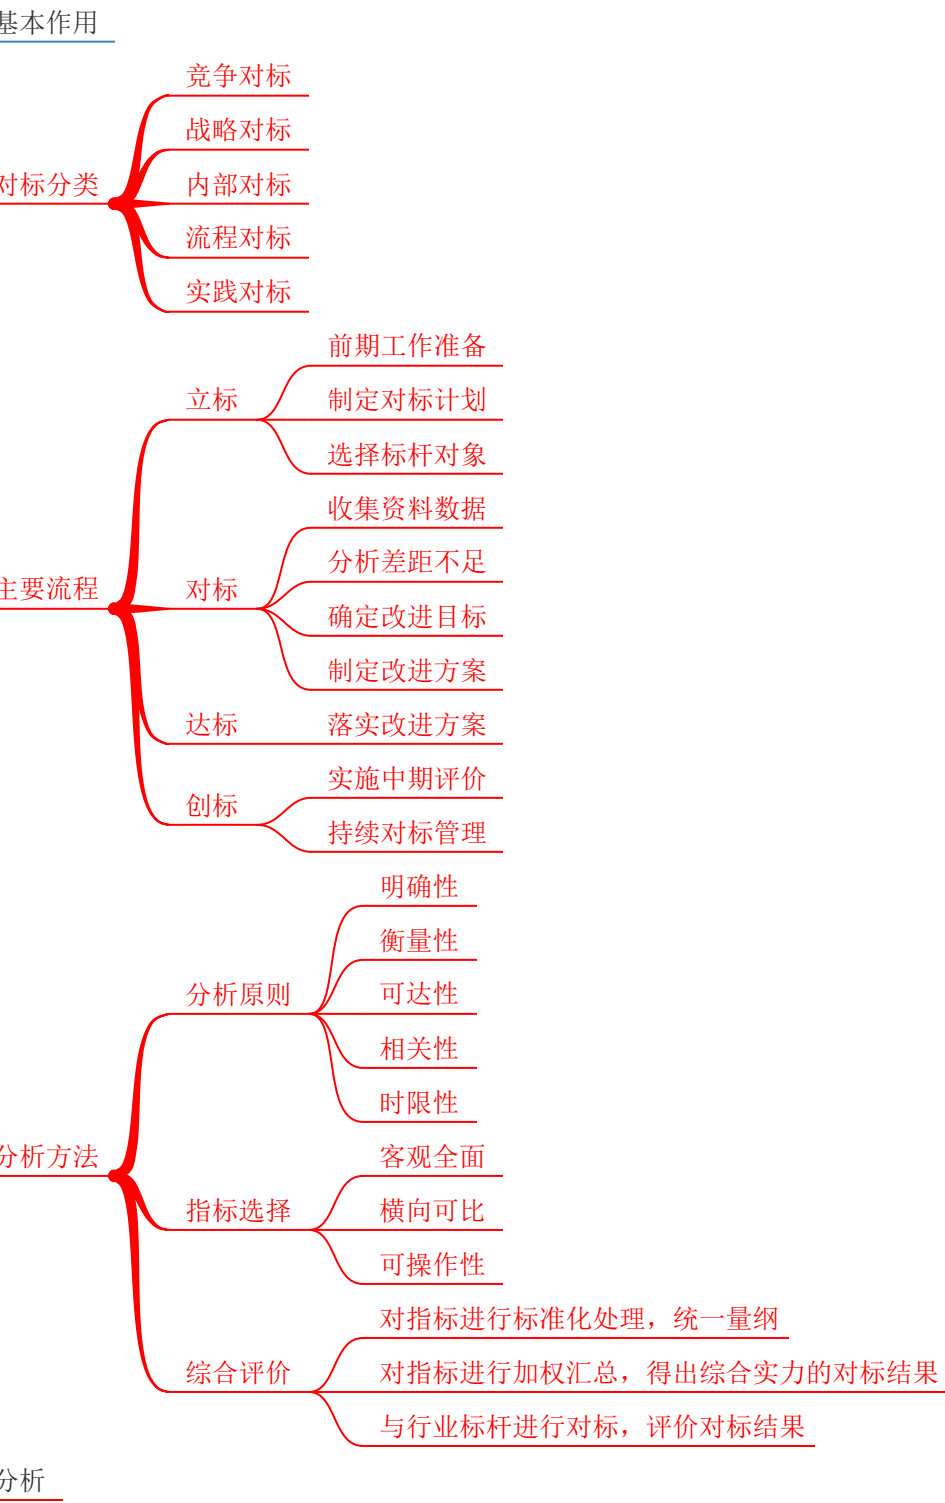 基本作用
竞争对标
战略对标
对标分类
内部对标
流程对标
实践对标
前期工作准备
立标
制定对标计划
选择标杆对象
收集资料数据
分析差距不足
主要流程
对标
确定改进目标
制定改进方案
达标
落实改进方案
实施中期评价
创标
持续对标管理
明确性
衡量性
分析原则
可达性
相关性
时限性
分析方法
客观全面
指标选择
横向可比
可操作性
对指标进行标准化处理，统一量纲
综合评价
对指标进行加权汇总，得出综合实力的对标结果
与行业标杆进行对标，评价对标结果
分析